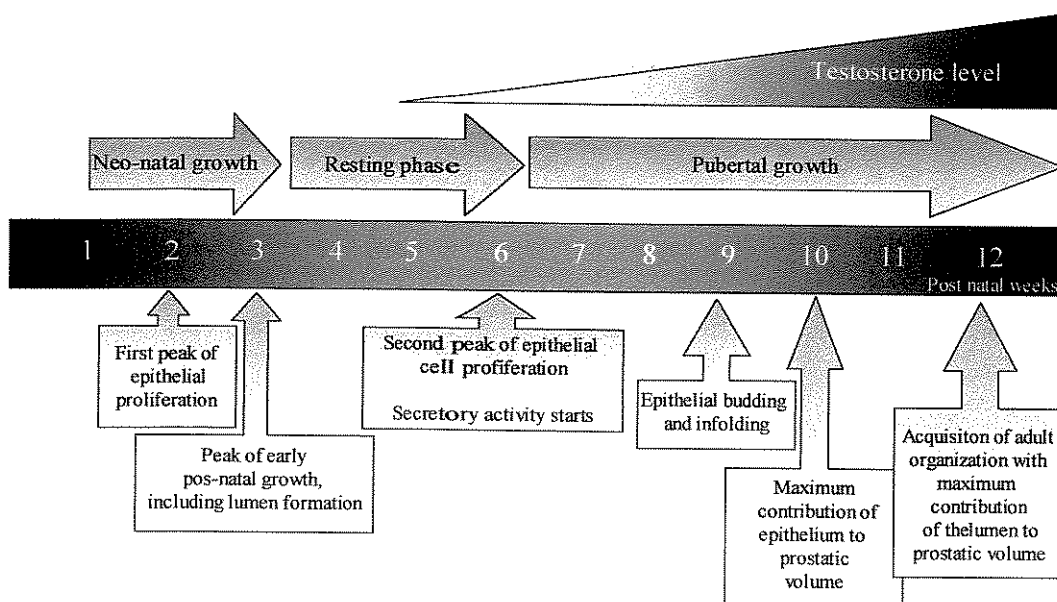 Testosterone level
Neo-natal growth
Resting phase
Pubertal growth
1 2 3 4 5 6 7 8 9 10 11 12
Post natal weeks
First peak of
epithelial
proliferation
Peak of early
pos-natal growth,
including lumen formation
Second peak of epithelial
cell profiferation
Secretory activity starts
Epithelial budding
and infolding
Maximum
contribution of
epithelium to
prostatic
volume
Acquisiton of adult
organization with
maximum
contribution
of thelumen to
prostatic volume